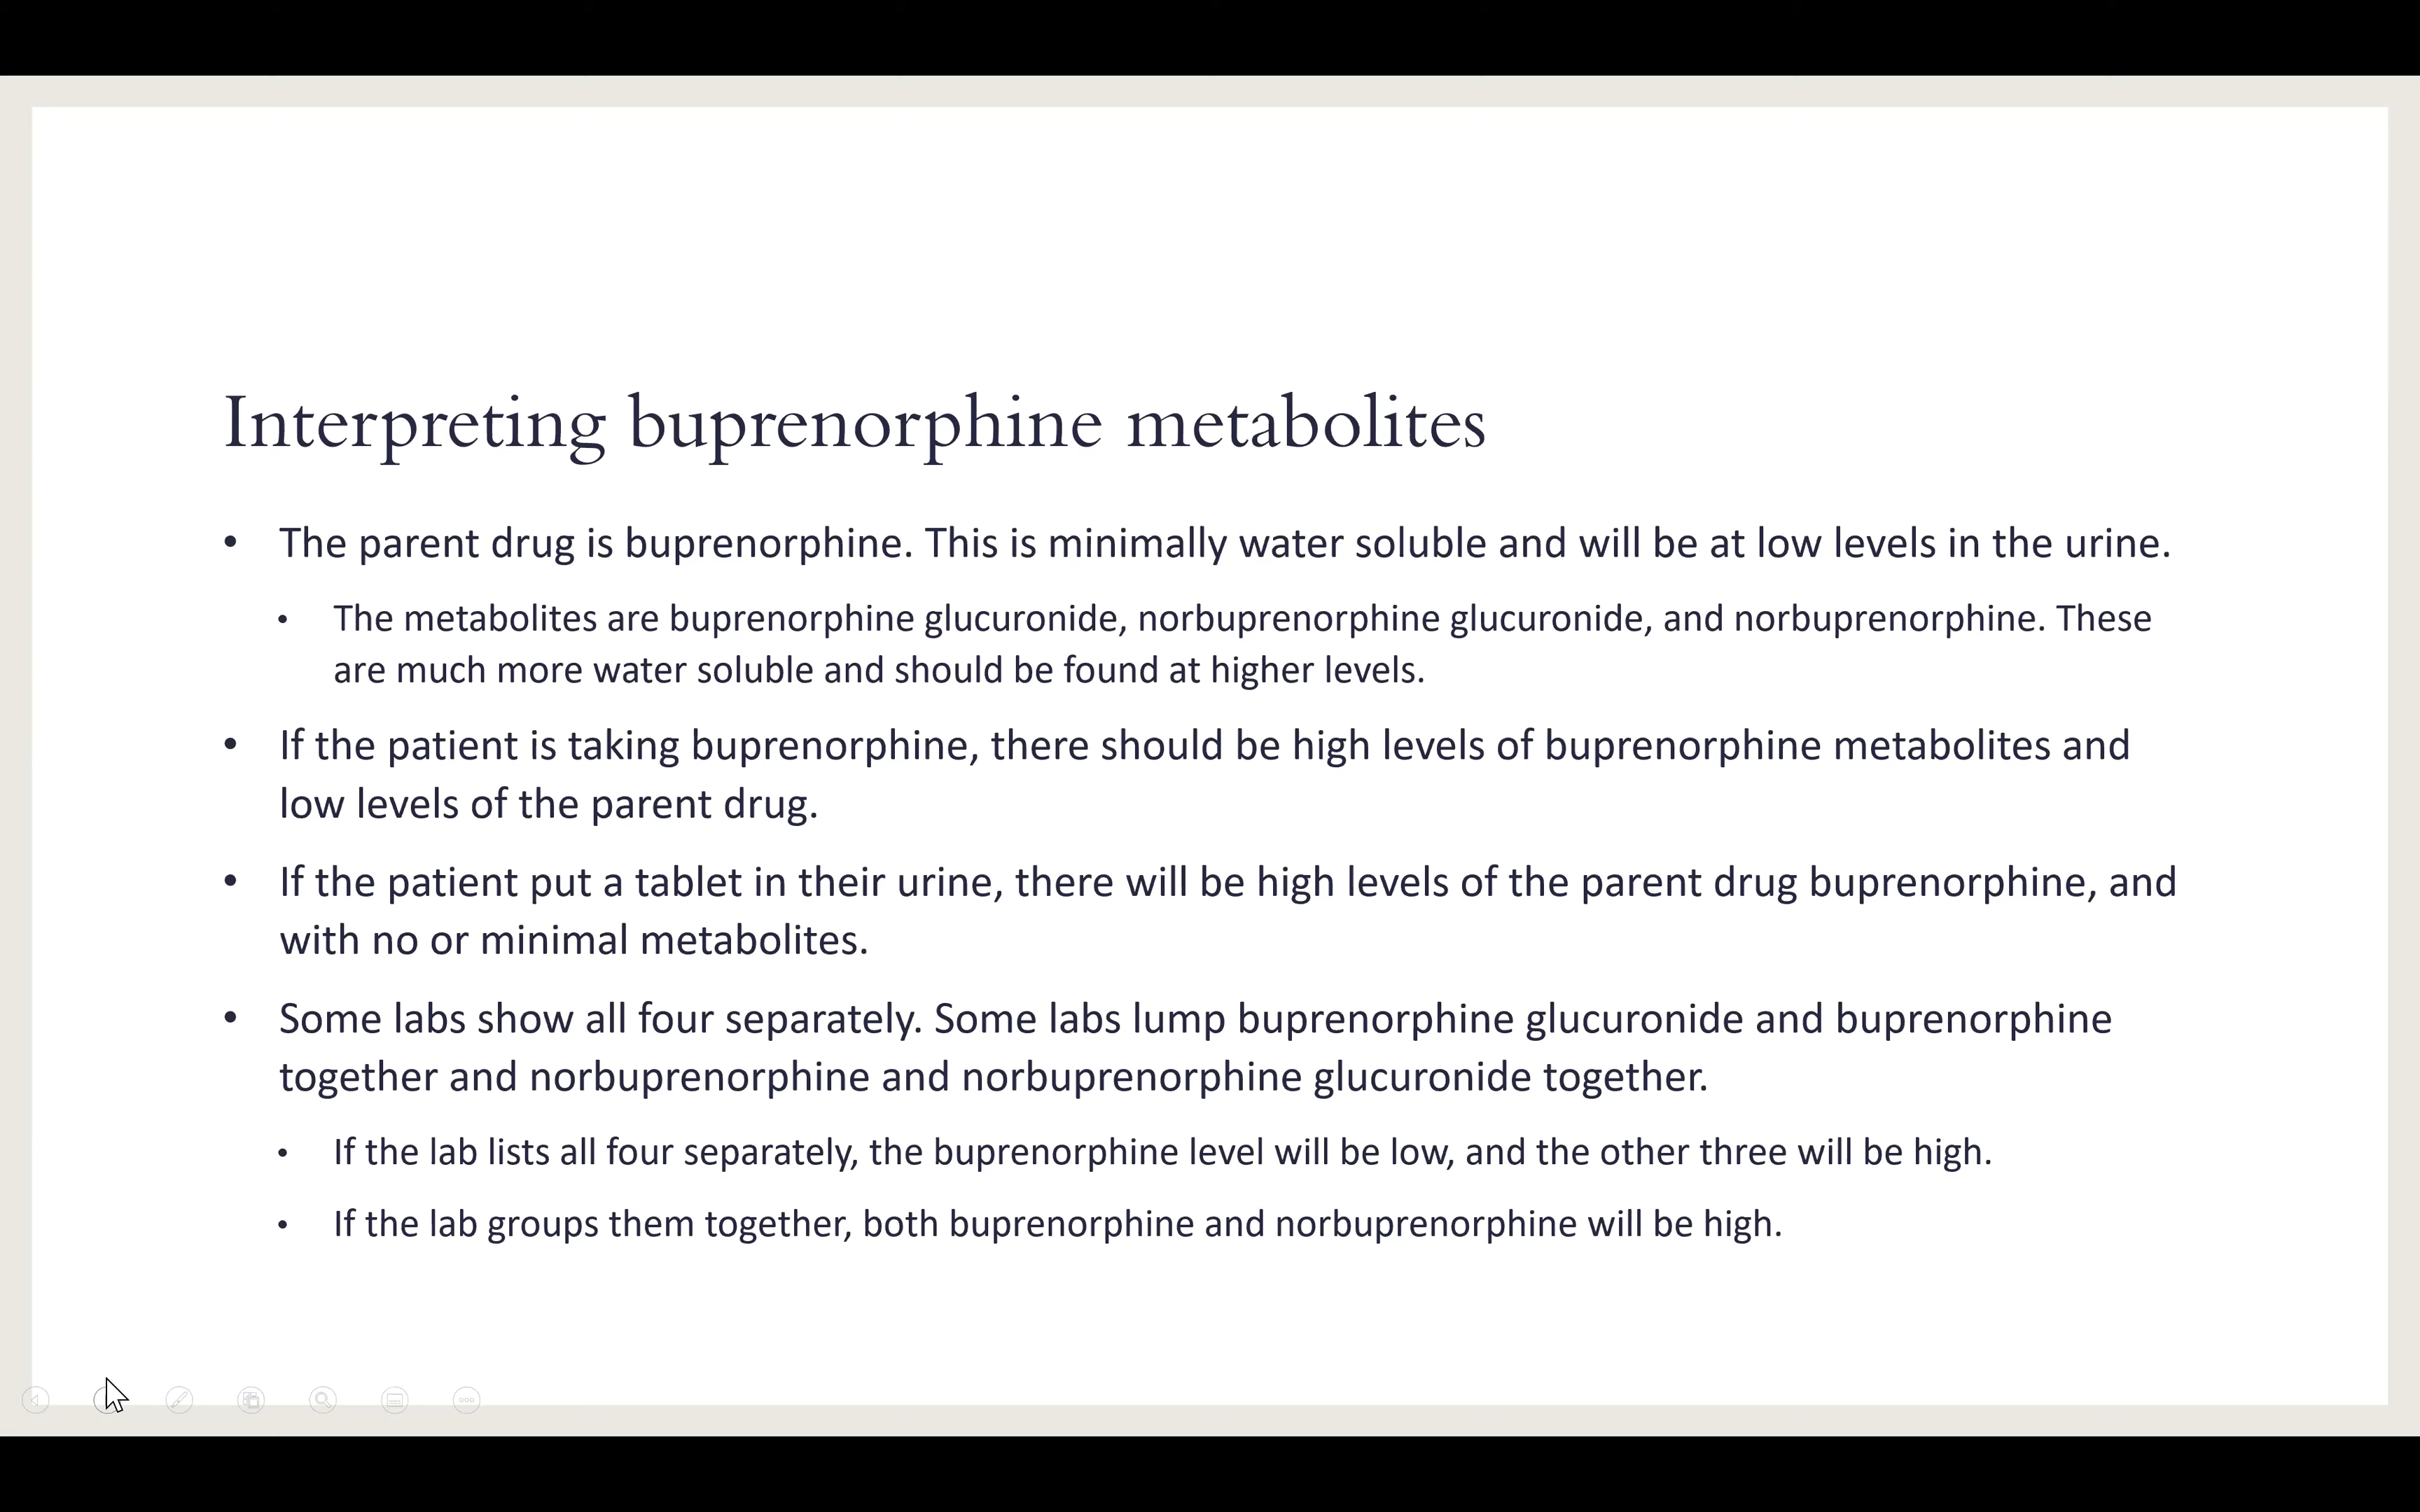 Interpreting buprenorphine metabolites
• The parent drug is buprenorphine. This is minimally water soluble and will be at low levels in the urine.
• The metabolites are buprenorphine glucuronide, norbuprenorphine glucuronide, and norbuprenorphine. These
are much more water soluble and should be found at higher levels.
• If the patient is taking buprenorphine, there should be high levels of buprenorphine metabolites and
low levels of the parent drug.
• If the patient put a tablet in their urine, there will be high levels of the parent drug buprenorphine, and
with no or minimal metabolites.
• Some labs show all four separately. Some labs lump buprenorphine glucuronide and buprenorphine
together and norbuprenorphine and norbuprenorphine glucuronide together.
• If the lab lists all four separately, the buprenorphine level will be low, and the other three will be high.
• If the lab groups them together, both buprenorphine and norbuprenorphine will be high.